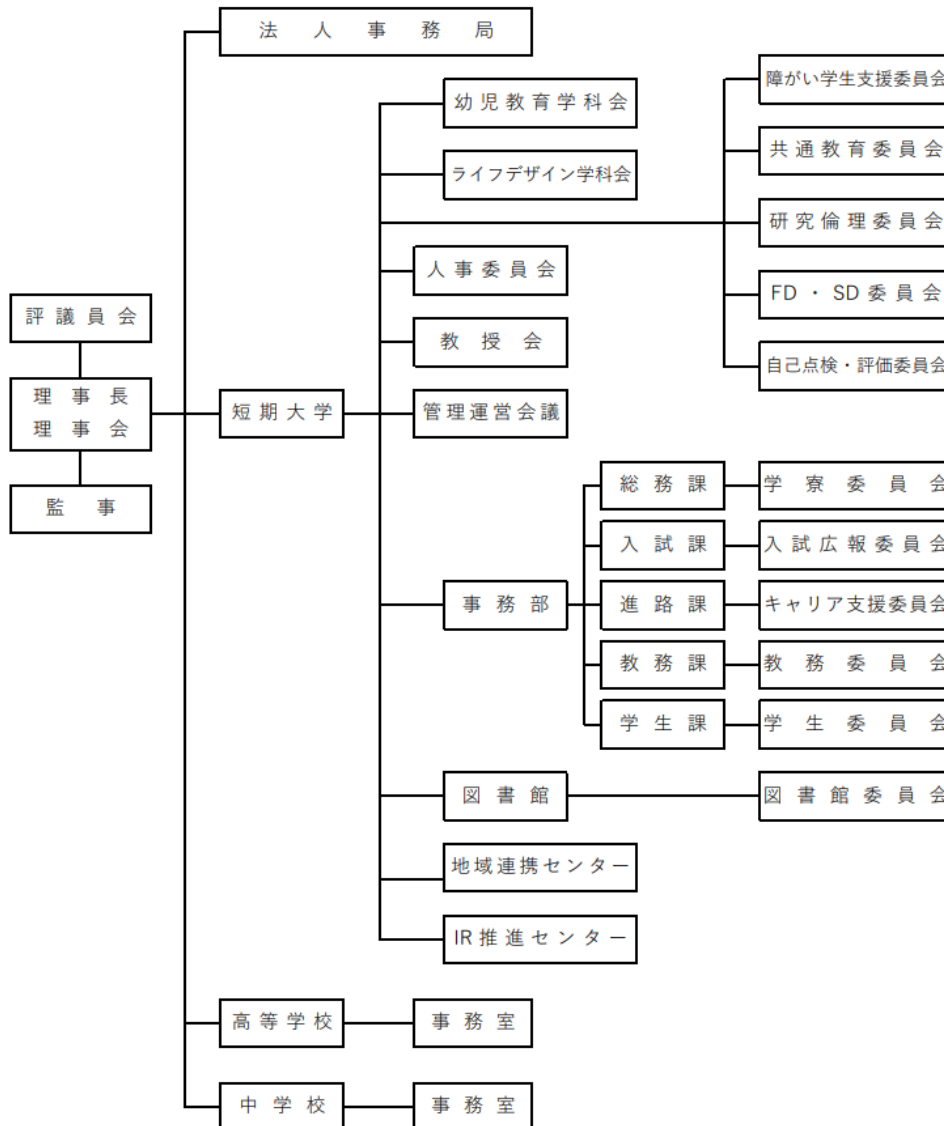 法人事務局
幼児教育学科会
ライフデザイン学科会
障がい学生支援委員会
共通教育委員会
研究倫理委員会
FD・SD委員会
自己点検・評価委員会
人事委員会
教授会
評議員会
理事長
理事会
監事
短期大学
管理運営会議
事務部
総務課
学寮委員会
入試課
入試広報委員会
進路課
キャリア支援委員会
教務課
教務委員会
学生課
学生委員会
図書館
図書館委員会
地域連携センター
IR推進センター
高等学校
事務室
中学校
事務室